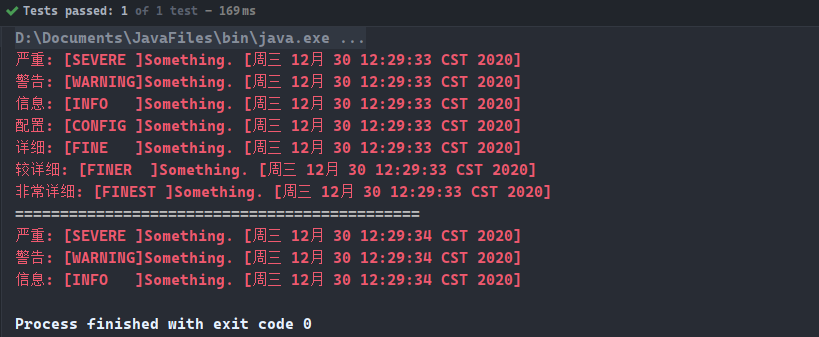 Tests passed: 1 of 1 test – 169 ms
D:\Documents\JavaFiles\bin\java.exe ...
严重: [SEVERE ]Something. [周三 12月 30 12:29:33 CST 2020]
警告: [WARNING]Something. [周三 12月 30 12:29:33 CST 2020]
信息: [INFO   ]Something. [周三 12月 30 12:29:33 CST 2020]
配置: [CONFIG ]Something. [周三 12月 30 12:29:33 CST 2020]
详细: [FINE   ]Something. [周三 12月 30 12:29:33 CST 2020]
较详细: [FINER  ]Something. [周三 12月 30 12:29:33 CST 2020]
非常详细: [FINEST ]Something. [周三 12月 30 12:29:33 CST 2020]
=============================================
严重: [SEVERE ]Something. [周三 12月 30 12:29:34 CST 2020]
警告: [WARNING]Something. [周三 12月 30 12:29:34 CST 2020]
信息: [INFO   ]Something. [周三 12月 30 12:29:34 CST 2020]
Process finished with exit code 0